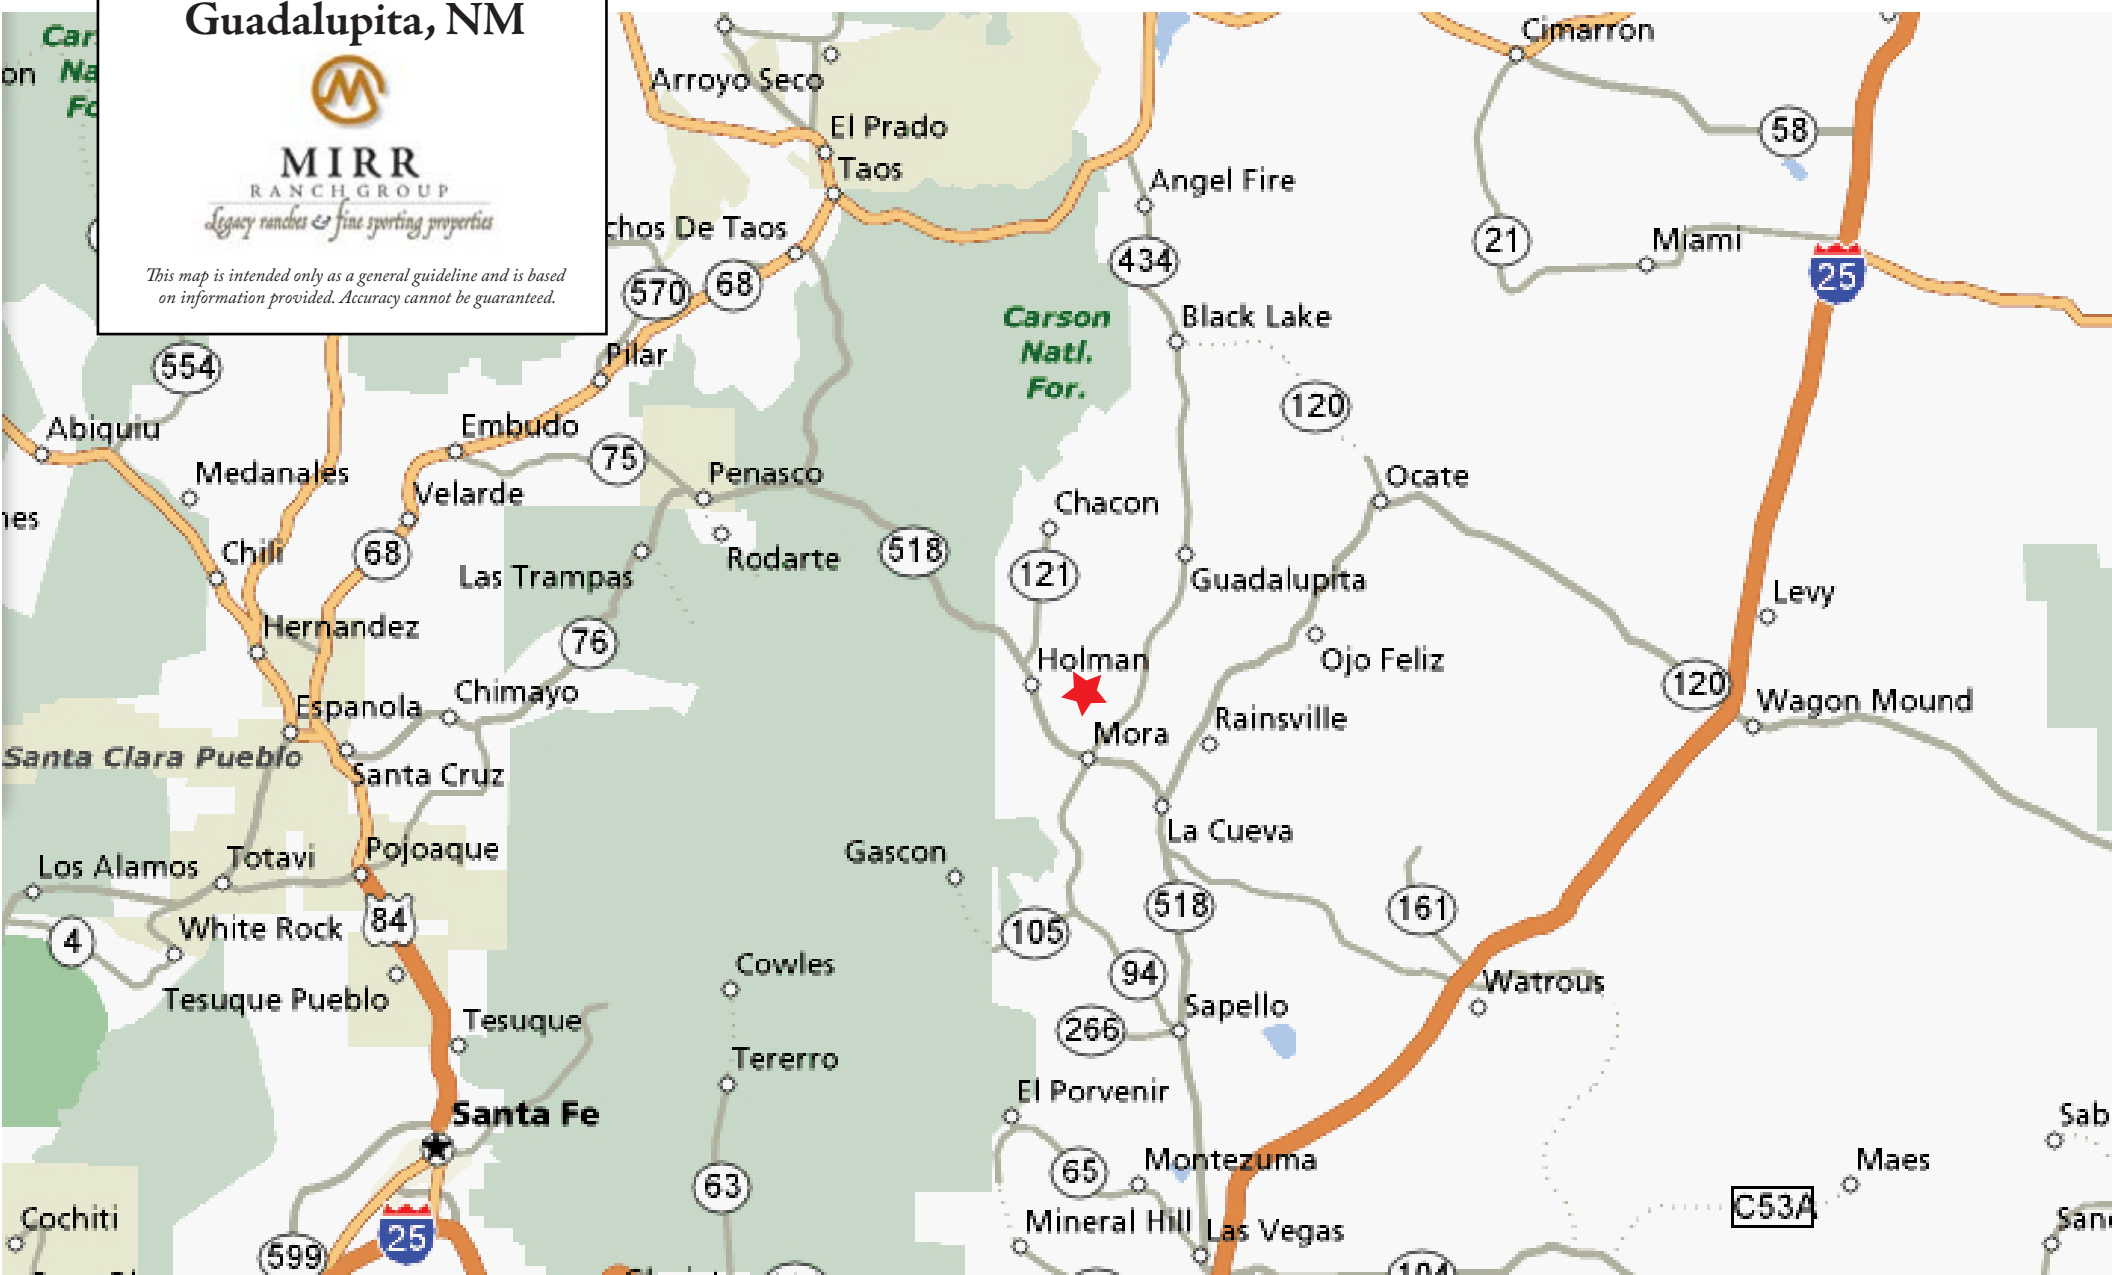 Guadalupita, NM
MIRR
RANCH GROUP
Legacy ranches & fine sporting properties
This map is intended only as a general guideline and is based
on information provided. Accuracy cannot be guaranteed.
Cimarron
Arroyo Seco
El Prado
58
Taos
Angel Fire
chos De Taos
21
Miami
434
25
570
68
Carson
Natl.
For.
Black Lake
Pilar
554
120
Abiquiu
Embudo
75
Medanales
Penasco
Ocate
Velarde
Chacon
Chili
68
518
Rodarte
121
Las Trampas
Guadalupita
Levy
Hernandez
76
Holman
Ojo Feliz
120
Espanola
Chimayo
Wagon Mound
Mora
Rainsville
Santa Clara Pueblo
Santa Cruz
La Cueva
Los Alamos
Totavi
Pojoaque
Gascon
84
518
161
4
White Rock
105
Cowles
94
Watrous
Tesuque Pueblo
Tesuque
Sapello
266
Tererro
El Porvenir
Santa Fe
65
Montezuma
Maes
63
C53A
Cochiti
Mineral Hill
Las Vegas
25
599
104